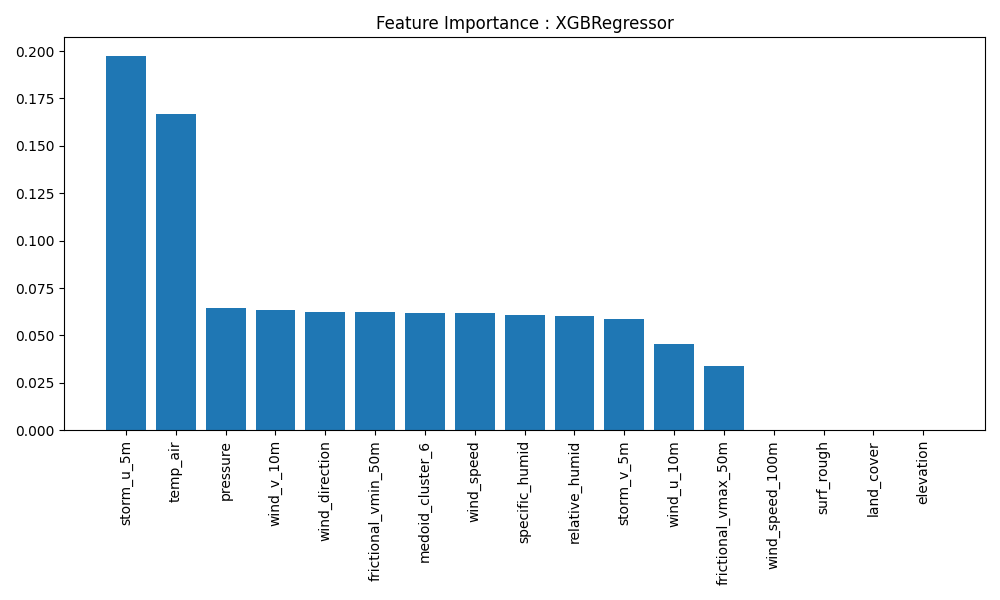 Feature Importance : XGBRegressor
0.200
0.175
0.150
0.125
0.100
0.075
0.050
0.025
0.000
storm_u_5m
temp_air
pressure
wind_v_10m
wind_direction
frictional_vmin_50m
medoid_cluster_6
wind_speed
specific_humid
relative_humid
storm_v_5m
wind_u_10m
frictional_vmax_50m
wind_speed_100m
surf_rough
land_cover
elevation